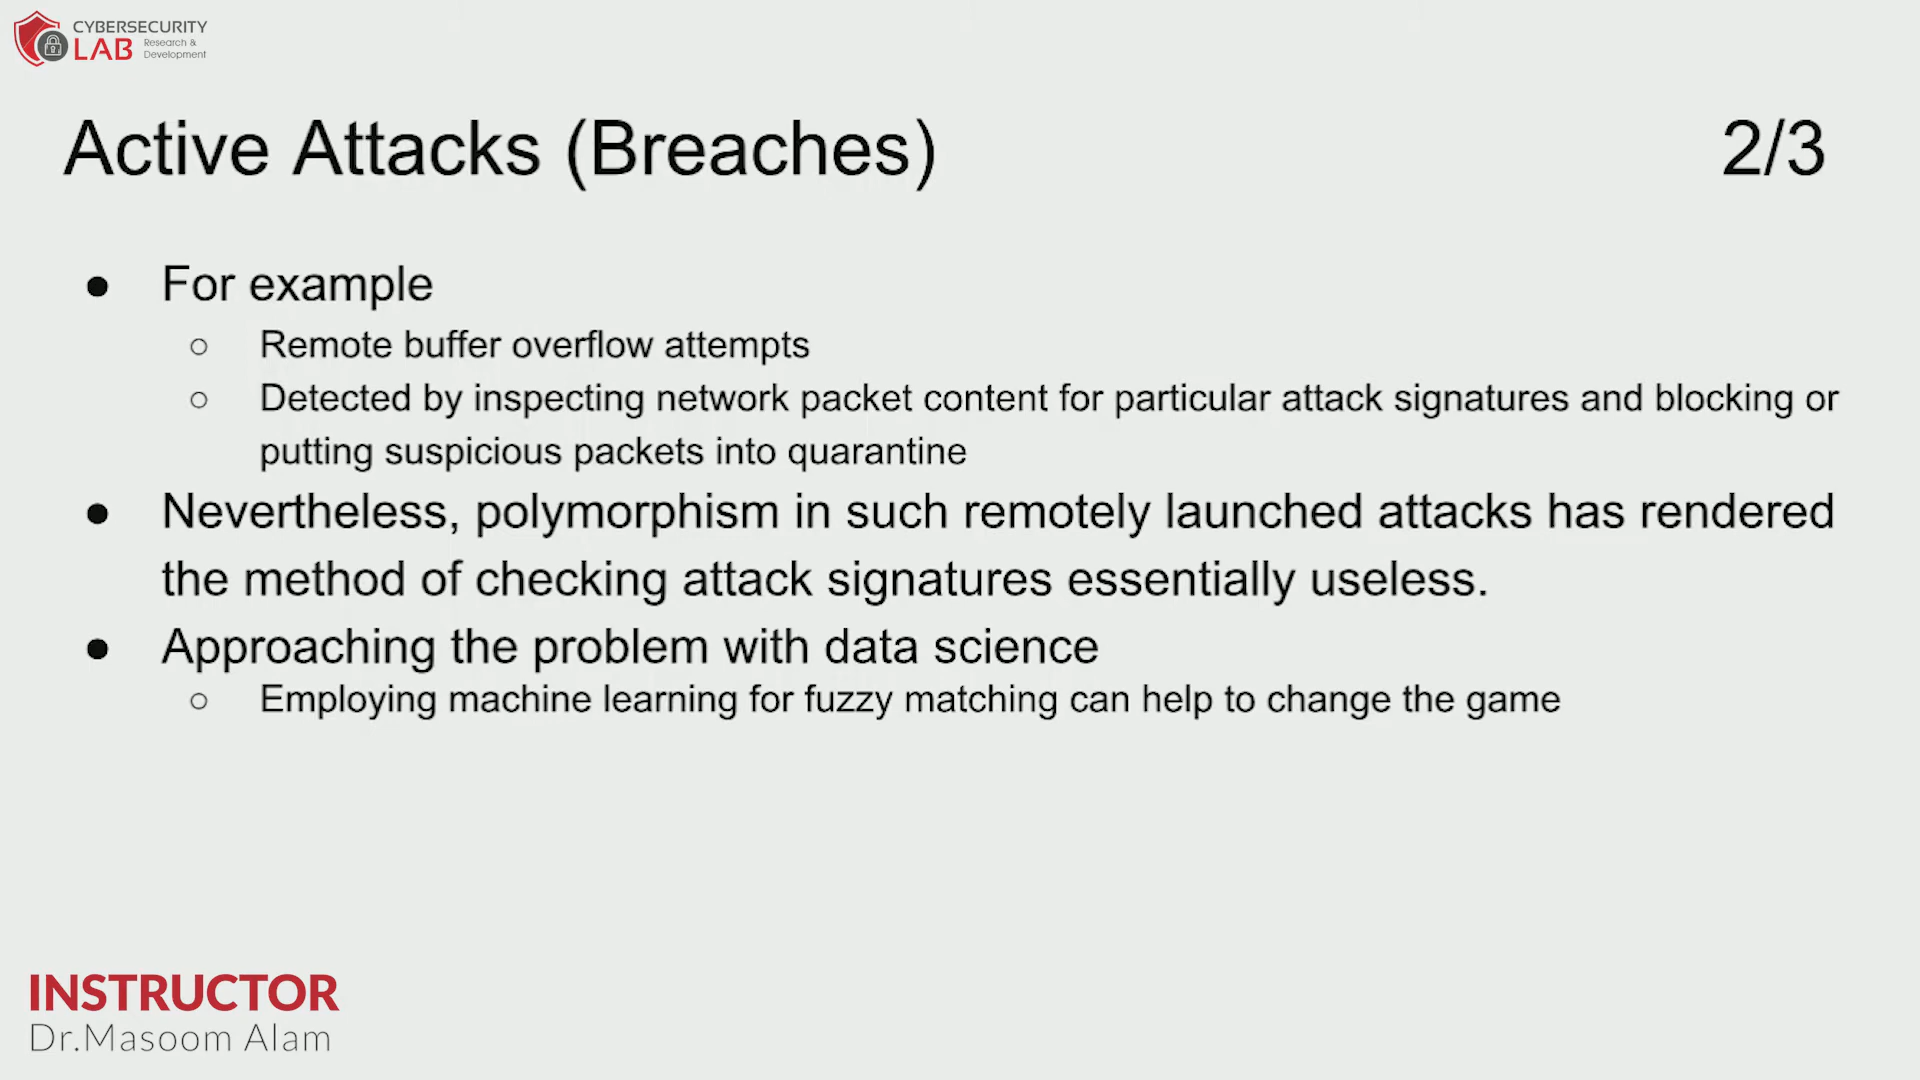 CYBERSECURITY
LAB Research &
Development
Active Attacks (Breaches) 2/3
● For example
○ Remote buffer overflow attempts
○ Detected by inspecting network packet content for particular attack signatures and blocking or
putting suspicious packets into quarantine
● Nevertheless, polymorphism in such remotely launched attacks has rendered
the method of checking attack signatures essentially useless.
● Approaching the problem with data science
○ Employing machine learning for fuzzy matching can help to change the game
INSTRUCTOR
Dr.Masoom Alam